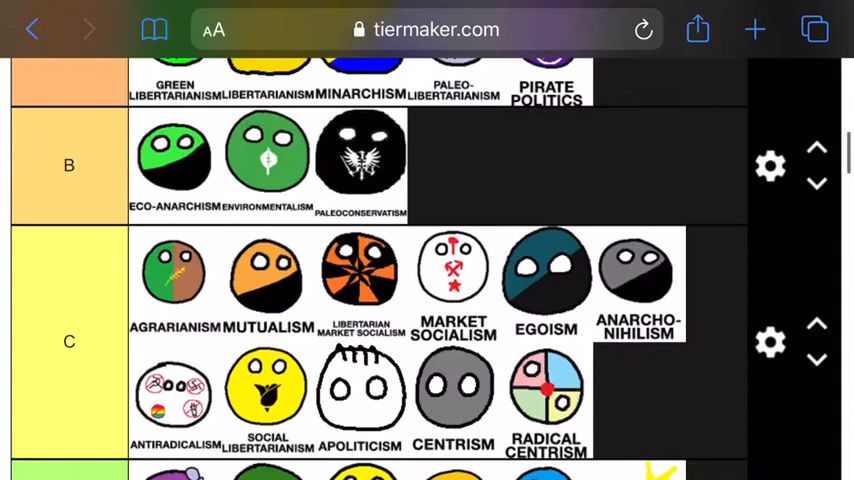 AA tiermaker.com
GREEN
LIBERTARIANISM
LIBERTARIANISM
MINARCHISM
PALEO-
LIBERTARIANISM
PIRATE
POLITICS
B
ECO-ANARCHISM
ENVIRONMENTALISM
PALEOCONSERVATISM
C
AGRARIANISM
MUTUALISM
LIBERTARIAN
MARKET SOCIALISM
MARKET
SOCIALISM
EGOISM
ANARCHO-
NIHILISM
ANTIRADICALISM
SOCIAL
LIBERTARIANISM
APOLITICISM
CENTRISM
RADICAL
CENTRISM